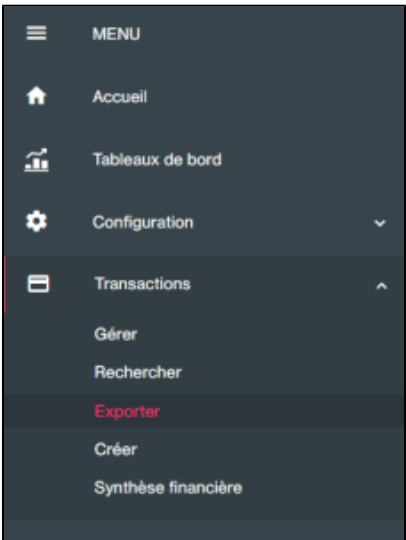 MENU
Accueil
Tableaux de bord
Configuration
Transactions
Gérer
Rechercher
Exporter
Créer
Synthèse financière